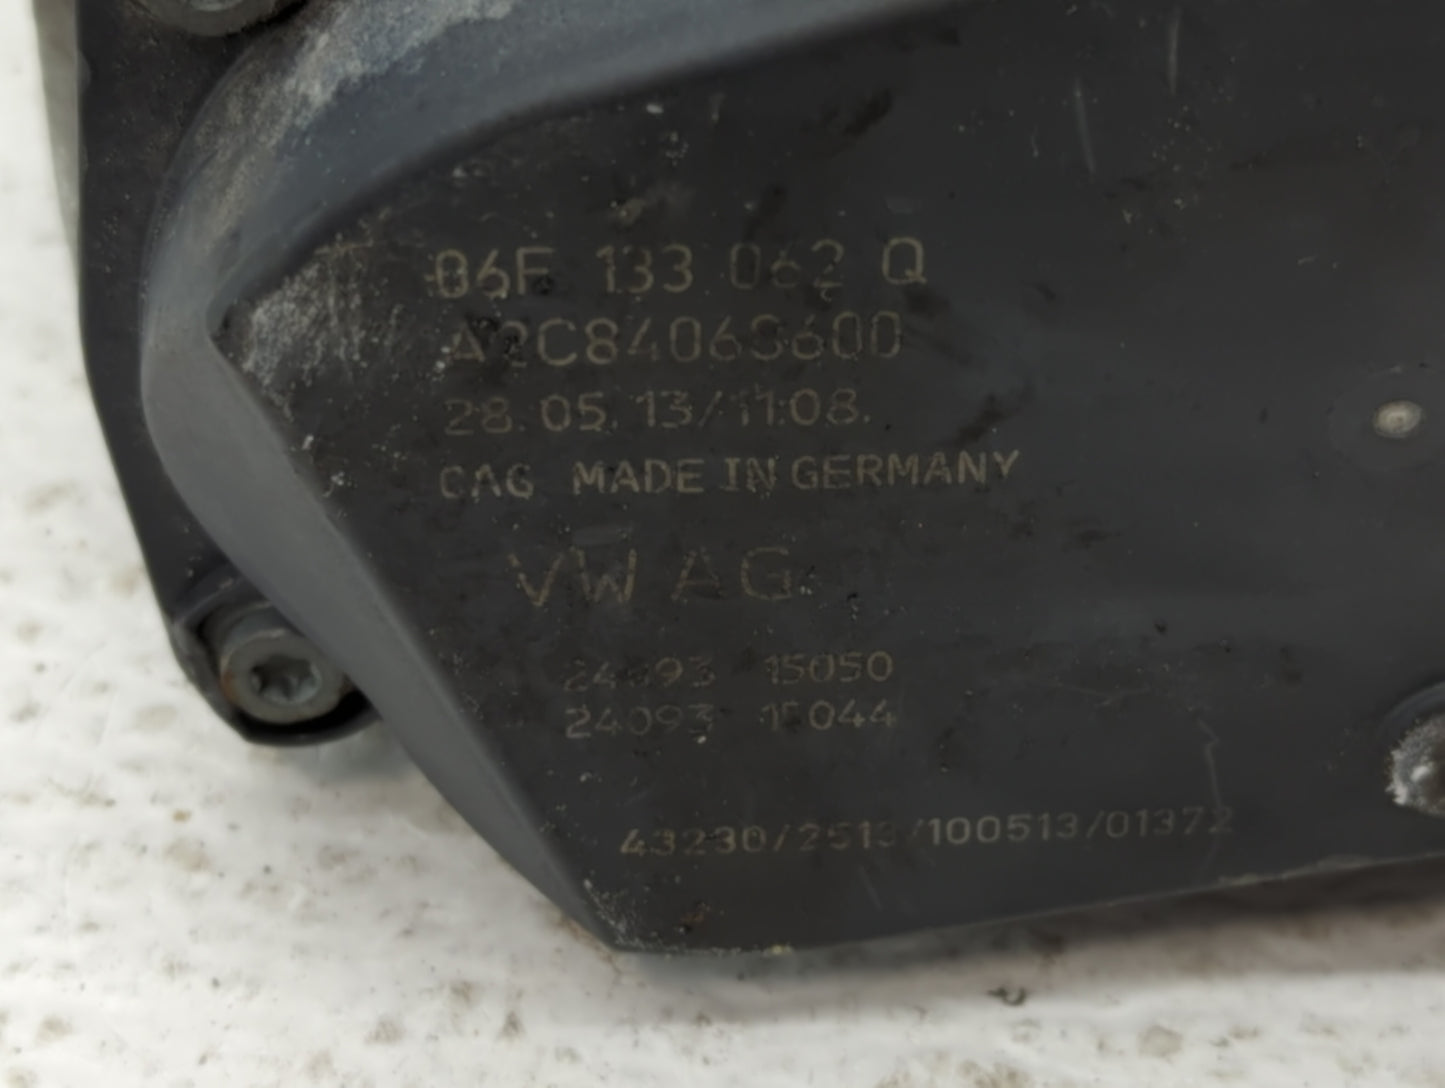 06F 133 062 Q
28.05.13/11:08.
CAG MADE IN GERMANY
VW AG
24093 15050
24093 15044
43230/2513/100513/01372